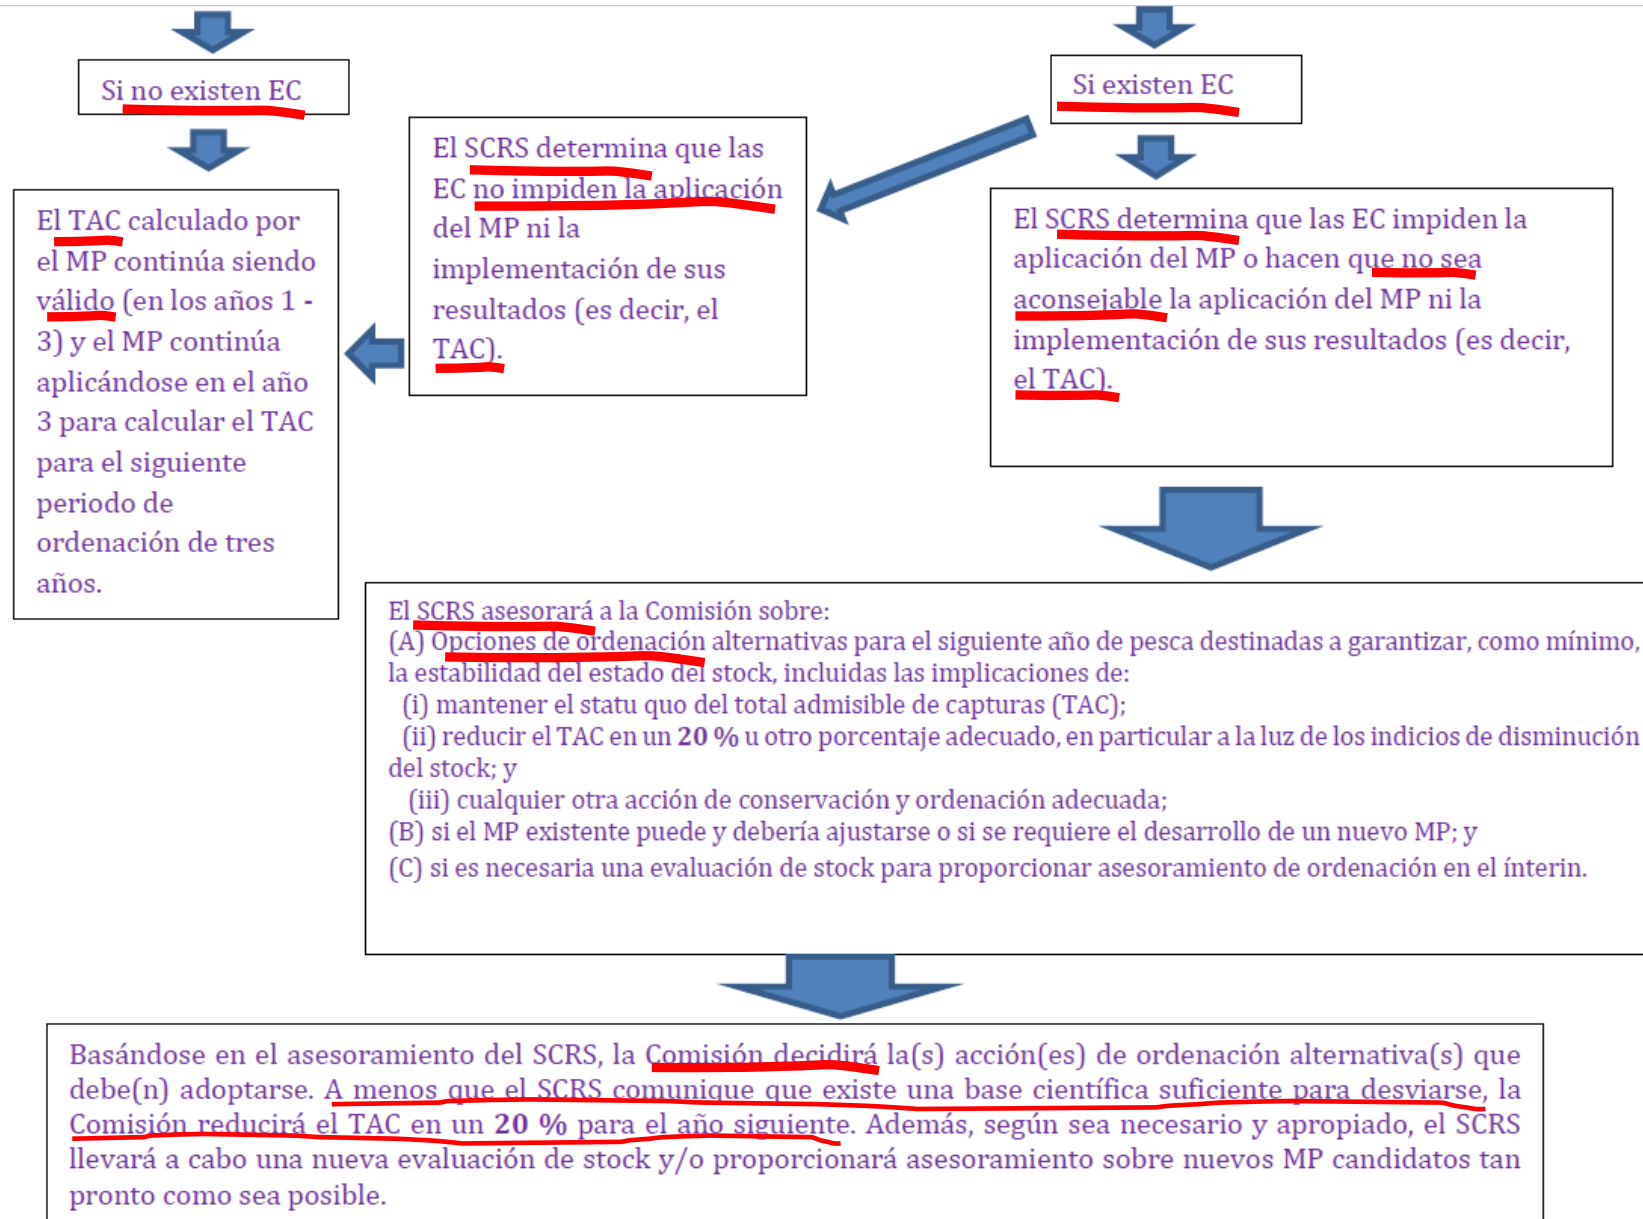 Si no existen EC
Si existen EC
El TAC calculado por
el MP continúa siendo
válido (en los años 1 -
3) y el MP continúa
aplicándose en el año
3 para calcular el TAC
para el siguiente
periodo de
ordenación de tres
años.
El SCRS determina que las
EC no impiden la aplicación
del MP ni la
implementación de sus
resultados (es decir, el
TAC).
El SCRS determina que las EC impiden la
aplicación del MP o hacen que no sea
aconsejable la aplicación del MP ni la
implementación de sus resultados (es decir,
el TAC).
El SCRS asesorará a la Comisión sobre:
(A) Opciones de ordenación alternativas para el siguiente año de pesca destinadas a garantizar, como mínimo,
la estabilidad del estado del stock, incluidas las implicaciones de:
(i) mantener el statu quo del total admisible de capturas (TAC);
(ii) reducir el TAC en un 20 % u otro porcentaje adecuado, en particular a la luz de los indicios de disminución
del stock; y
(iii) cualquier otra acción de conservación y ordenación adecuada;
(B) si el MP existente puede y debería ajustarse o si se requiere el desarrollo de un nuevo MP; y
(C) si es necesaria una evaluación de stock para proporcionar asesoramiento de ordenación en el ínterin.
Basándose en el asesoramiento del SCRS, la Comisión decidirá la(s) acción(es) de ordenación alternativa(s) que
debe(n) adoptarse. A menos que el SCRS comunique que existe una base científica suficiente para desviarse, la
Comisión reducirá el TAC en un 20 % para el año siguiente. Además, según sea necesario y apropiado, el SCRS
llevará a cabo una nueva evaluación de stock y/o proporcionará asesoramiento sobre nuevos MP candidatos tan
pronto como sea posible.